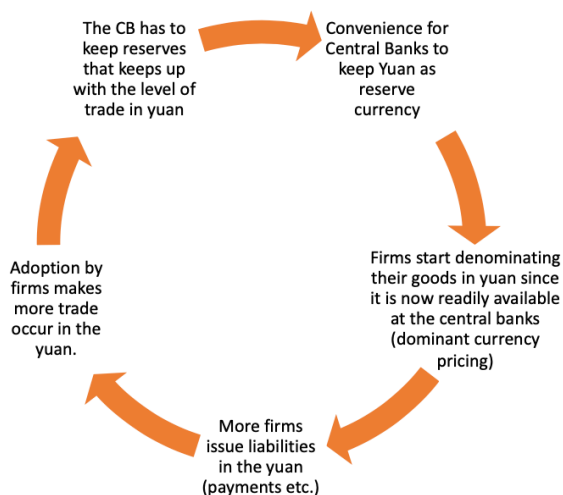 The CB has to
keep reserves
that keeps up
with the level of
trade in yuan
Convenience for
Central Banks to
keep Yuan as
reserve
currency
Firms start denominating
their goods in yuan since
it is now readily available
at the central banks
(dominant currency
pricing)
More firms
issue liabilities
in the yuan
(payments etc.)
Adoption by
firms makes
more trade
occur in the
yuan.